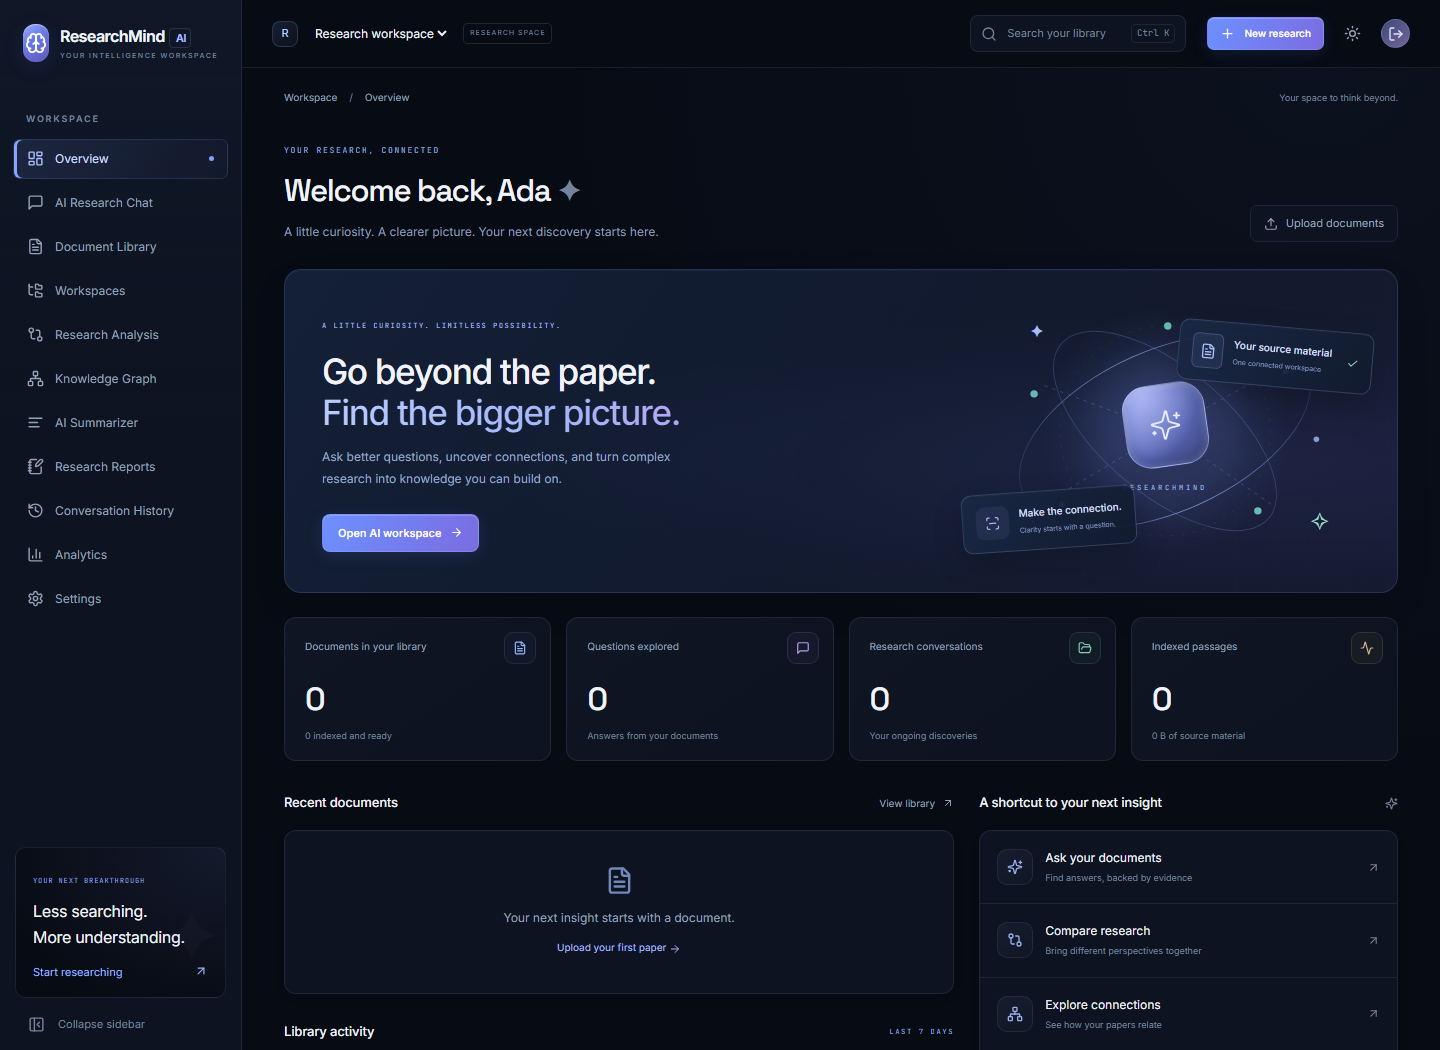 ResearchMind AI
YOUR INTELLIGENCE WORKSPACE
WORKSPACE
Overview
AI Research Chat
Document Library
Workspaces
Research Analysis
Knowledge Graph
AI Summarizer
Research Reports
Conversation History
Analytics
Settings
YOUR NEXT BREAKTHROUGH
Less searching.
More understanding.
Start researching
Collapse sidebar
R
Research workspace
RESEARCH SPACE
Search your library
Ctrl K
New research
Workspace / Overview
Your space to think beyond.
YOUR RESEARCH, CONNECTED
Welcome back, Ada
A little curiosity. A clearer picture. Your next discovery starts here.
Upload documents
A LITTLE CURIOSITY. LIMITLESS POSSIBILITY.
Go beyond the paper.
Find the bigger picture.
Ask better questions, uncover connections, and turn complex
research into knowledge you can build on.
Open AI workspace
Your source material
One connected workspace
ESEARCHMIND
Make the connection.
Clarity starts with a question.
Documents in your library
0
0 indexed and ready
Questions explored
0
Answers from your documents
Research conversations
0
Your ongoing discoveries
Indexed passages
0
0 B of source material
Recent documents
View library
Your next insight starts with a document.
Upload your first paper
Library activity
LAST 7 DAYS
A shortcut to your next insight
Ask your documents
Find answers, backed by evidence
Compare research
Bring different perspectives together
Explore connections
See how your papers relate